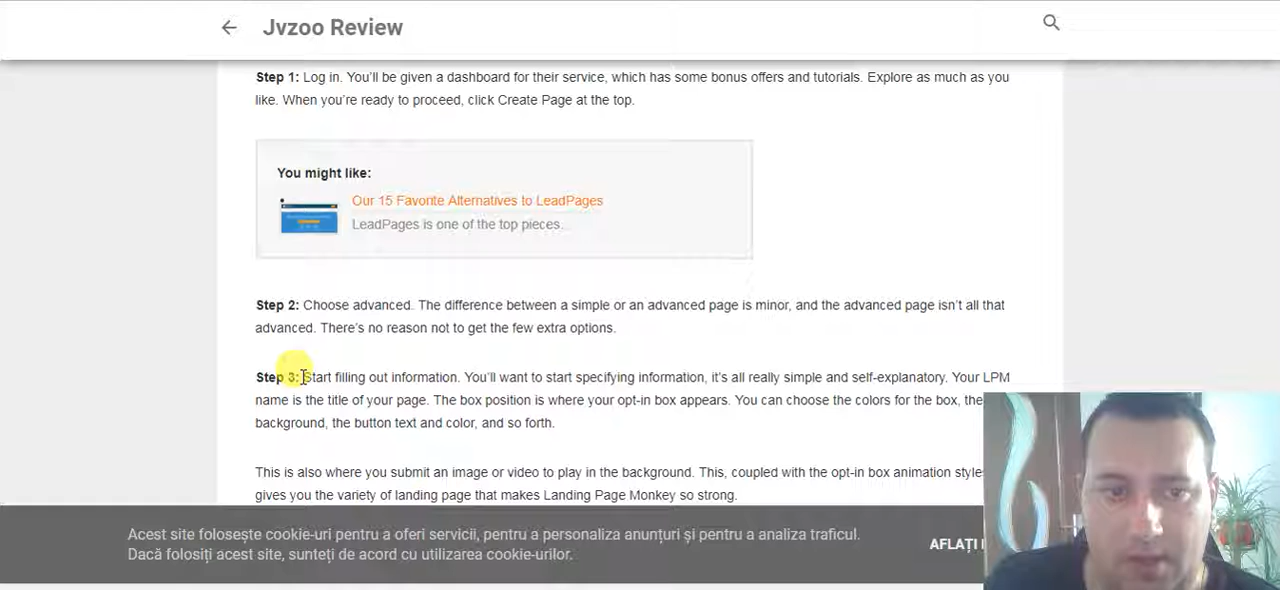 Jvzoo Review
Step 1: Log in. You'll be given a dashboard for their service, which has some bonus offers and tutorials. Explore as much as you
like. When you're ready to proceed, click Create Page at the top.
You might like:
Our 15 Favorite Alternatives to LeadPages
LeadPages is one of the top pieces...
Step 2: Choose advanced. The difference between a simple or an advanced page is minor, and the advanced page isn't all that
advanced. There's no reason not to get the few extra options.
Step 3: Start filling out information. You'll want to start specifying information, it's all really simple and self-explanatory. Your LPM
name is the title of your page. The box position is where your opt-in box appears. You can choose the colors for the box, the
background, the button text and color, and so forth.
This is also where you submit an image or video to play in the background. This, coupled with the opt-in box animation
gives you the variety of landing page that makes Landing Page Monkey so strong.
Acest site folosește cookie-uri pentru a oferi servicii, pentru a personaliza anunțuri și pentru a analiza traficul.
Dacă folosiți acest site, sunteți de acord cu utilizarea cookie-urilor.
AFLAȚI